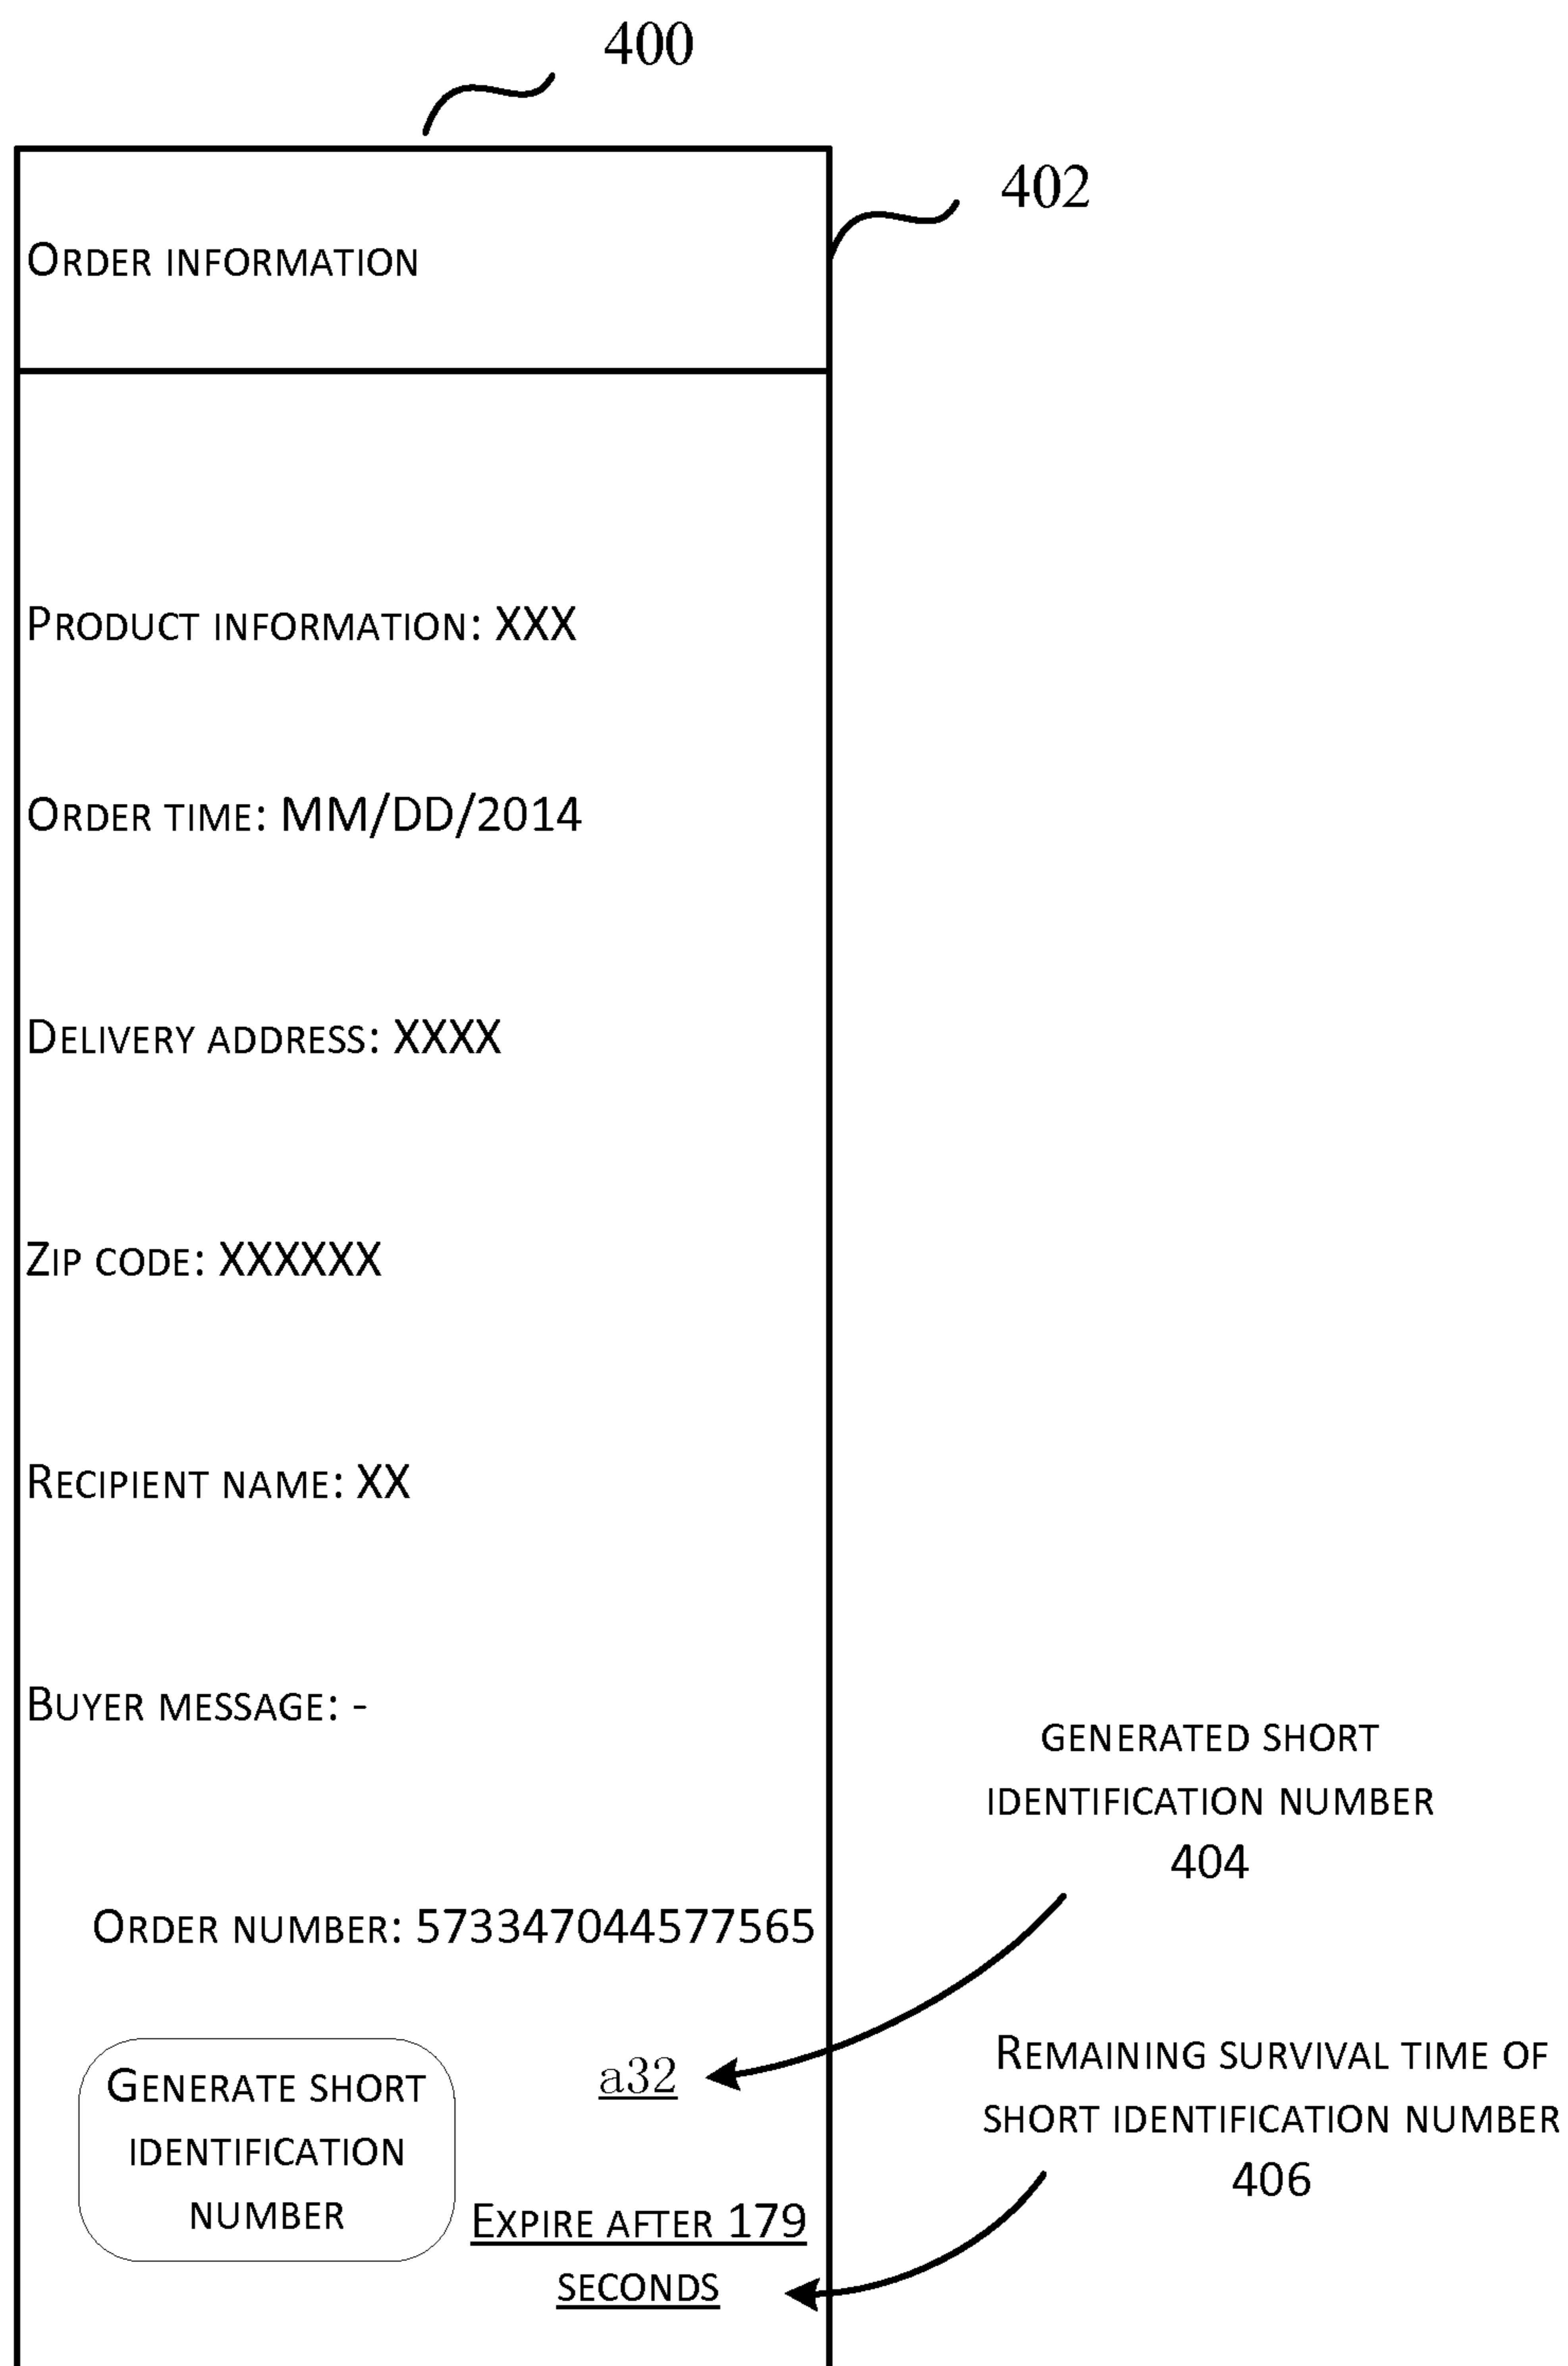 400
402
Order information
Product information: XXX
Order time: MM/DD/2014
Delivery address: XXXX
Zip code: XXXXXX
Recipient name: XX
Buyer message: -
generated short
identification number
404
Order number: 573347044577565
a32
Remaining survival time of
short identification number
406
Generate short
identification
number
Expire after 179
seconds